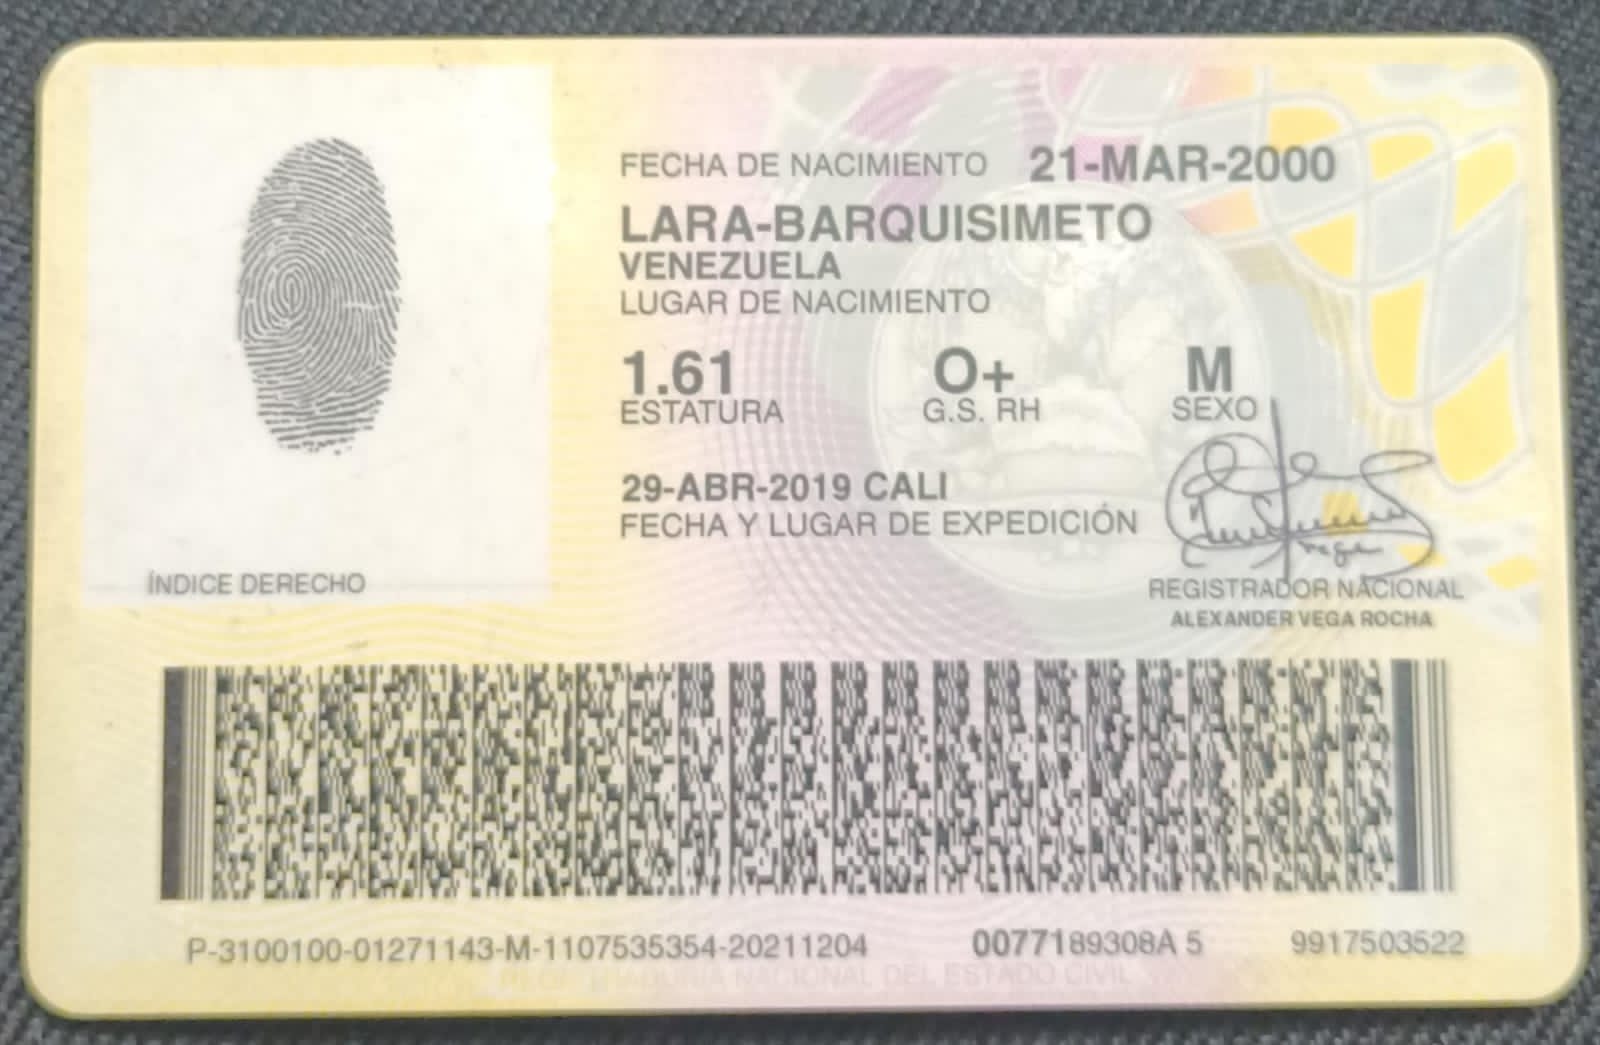 FECHA DE NACIMIENTO 21-MAR-2000
LARA-BARQUISIMETO
VENEZUELA
LUGAR DE NACIMIENTO
1.61 O+ M
ESTATURA G.S. RH SEXO
29-ABR-2019 CALI
FECHA Y LUGAR DE EXPEDICIÓN
ÍNDICE DERECHO
REGISTRADOR NACIONAL
ALEXANDER VEGA ROCHA
P-3100100-01271143-M-1107535354-20211204 0077189308A 5 9917503522
REGISTRADURIA NACIONAL DEL ESTADO CIVIL